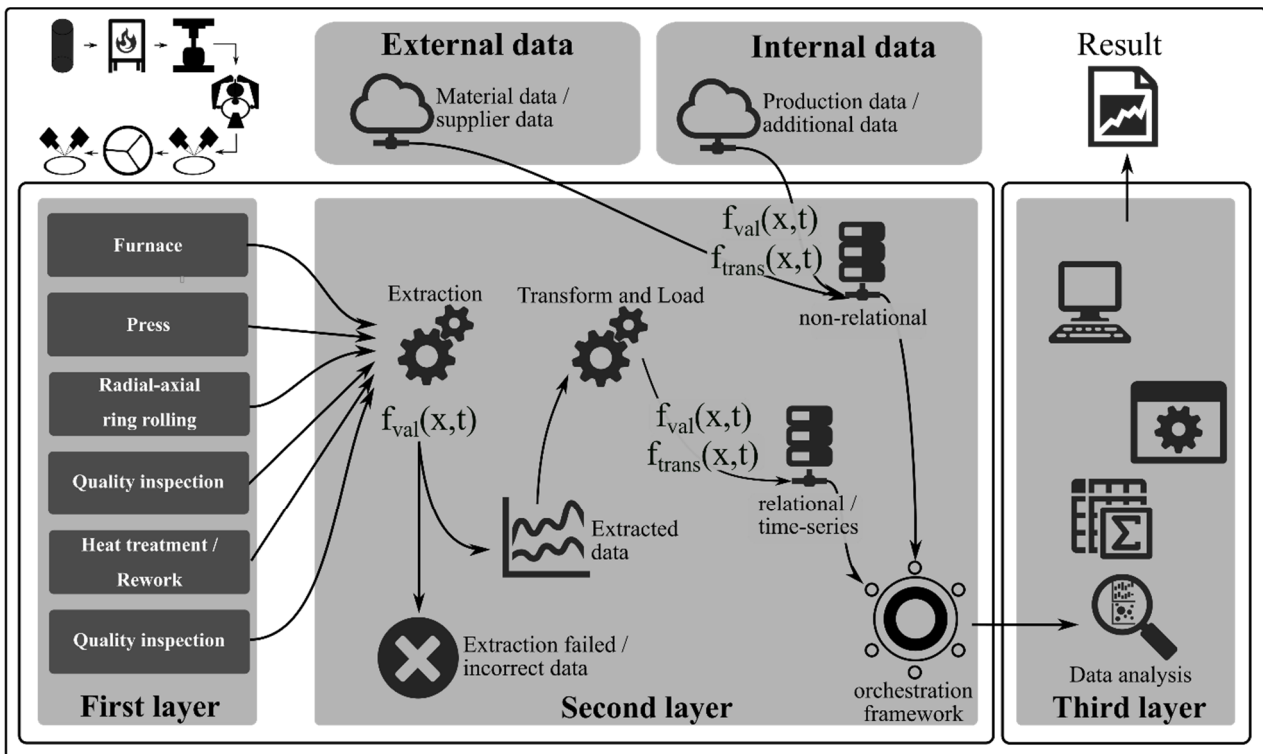 External data
Material data /
supplier data
Internal data
Production data /
additional data
Result
Furnace
Press
Radial-axial
ring rolling
Quality inspection
Heat treatment /
Rework
Quality inspection
First layer
Extraction
f_val(x,t)
Extraction failed /
incorrect data
Extracted
data
Transform and Load
f_val(x,t)
f_trans(x,t)
relational /
time-series
f_val(x,t)
f_trans(x,t)
non-relational
orchestration
framework
Second layer
Σ
Data analysis
Third layer